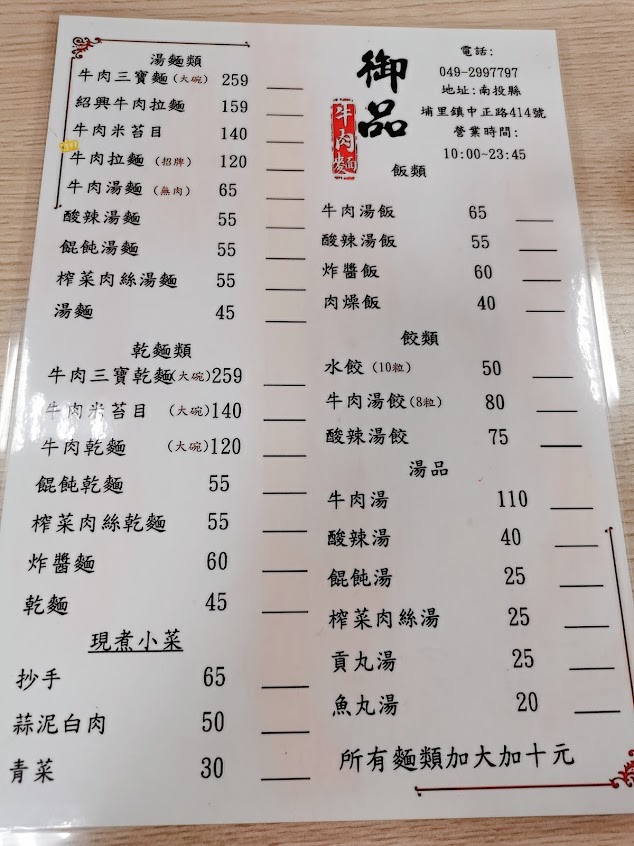 湯麵類
牛肉三寶麵(大碗) 259
紹興牛肉拉麵 159
牛肉米苔目 140
牛肉拉麵 (招牌) 120
牛肉湯麵 (無肉) 65
酸辣湯麵 55
餛飩湯麵 55
榨菜肉絲湯麵 55
湯麵 45
乾麵類
牛肉三寶乾麵(大碗)259
牛肉米苔目 (大碗)140
牛肉乾麵 (大碗)120
餛飩乾麵 55
榨菜肉絲乾麵 55
炸醬麵 60
乾麵 45
現煮小菜
抄手 65
蒜泥白肉 50
青菜 30
御品
牛肉麵
電話:
049-2997797
地址:南投縣
埔里鎮中正路414號
營業時間:
10:00~23:45
飯類
牛肉湯飯 65
酸辣湯飯 55
炸醬飯 60
肉燥飯 40
餃類
水餃 (10粒) 50
牛肉湯餃(8粒) 80
酸辣湯餃 75
湯品
牛肉湯 110
酸辣湯 40
餛飩湯 25
榨菜肉絲湯 25
貢丸湯 25
魚丸湯 20
所有麵類加大加十元